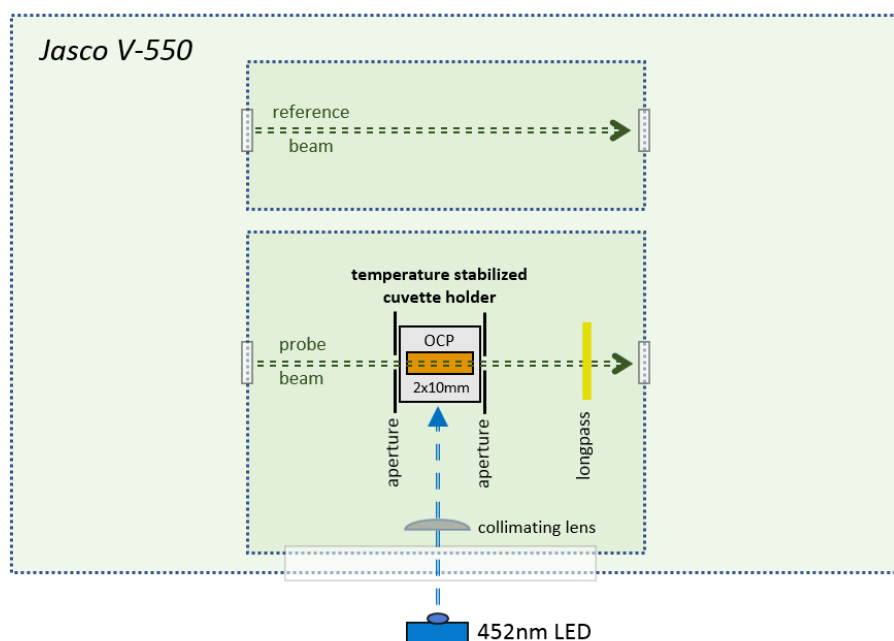 Jasco V-550
reference
beam
temperature stabilized
cuvette holder
OCP
probe
beam
2x10mm
aperture
aperture
longpass
collimating lens
452nm LED